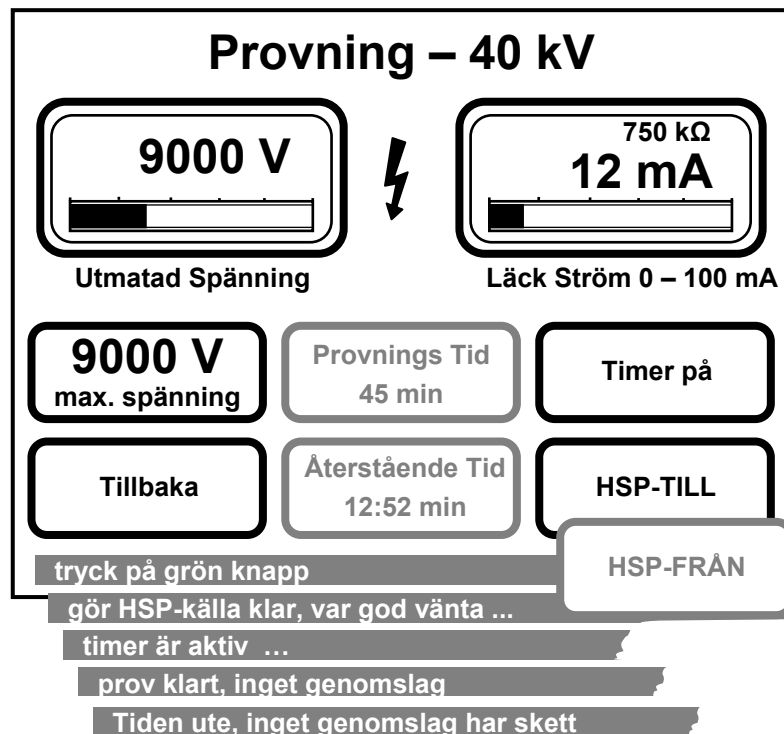 Provning – 40 kV
9000 V
750 kΩ
12 mA
Utmatad Spänning
Läck Ström 0 – 100 mA
9000 V
max. spänning
Provnings Tid
45 min
Timer på
Tillbaka
Återstående Tid
12:52 min
HSP-TILL
HSP-FRÅN
tryck på grön knapp
gör HSP-källa klar, var god vänta ...
timer är aktiv …
prov klart, inget genomslag
Tiden ute, inget genomslag har skett